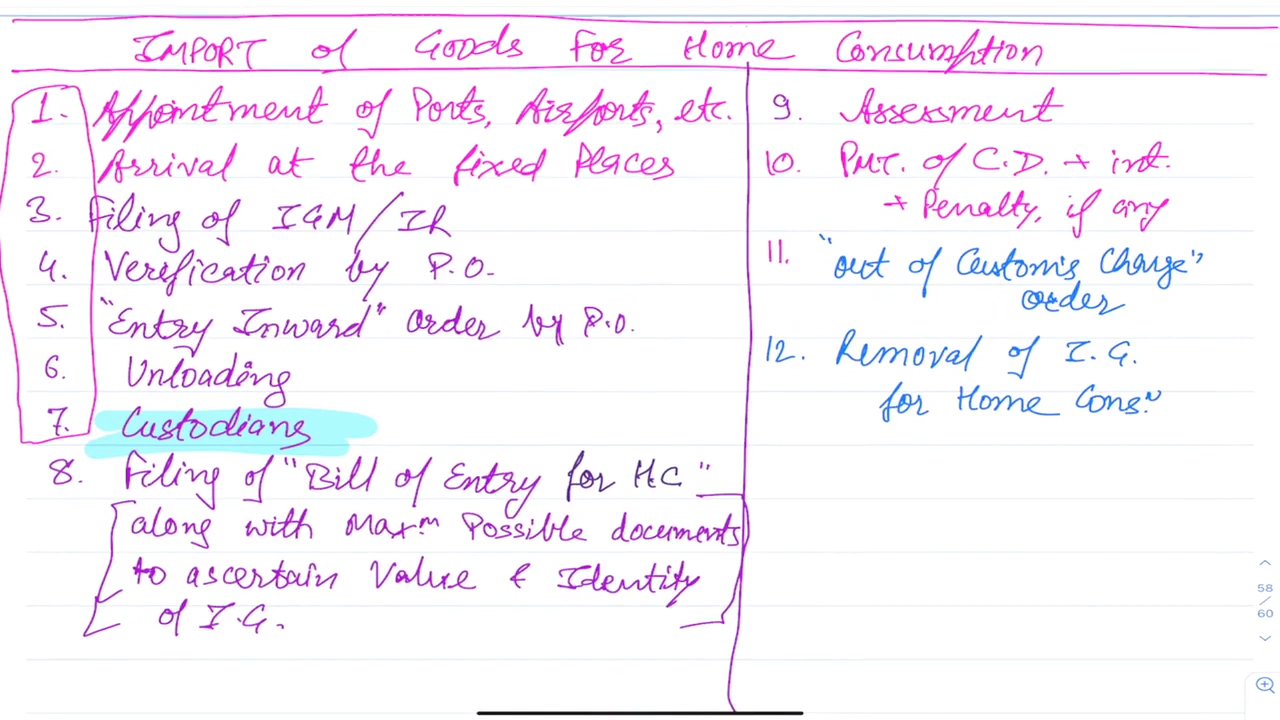 IMPORT of Goods For Home Consumption
1. Appointment of Ports, Airports, etc.
2. Arrival at the fixed Places
3. Filing of IGM/IR
4. Verification by P.O.
5. "Entry Inward" order by P.O.
6. Unloading
7. Custodians
8. Filing of "Bill of Entry for H.C."
along with Maxm Possible documents
to ascertain Value & Identity
of I.G.
9. Assessment
10. PMT. of C.D. + int.
+ Penalty, if any
11. "out of Custom's Charge"
order
12. Removal of I.G.
for Home Cons.n
58
/
60